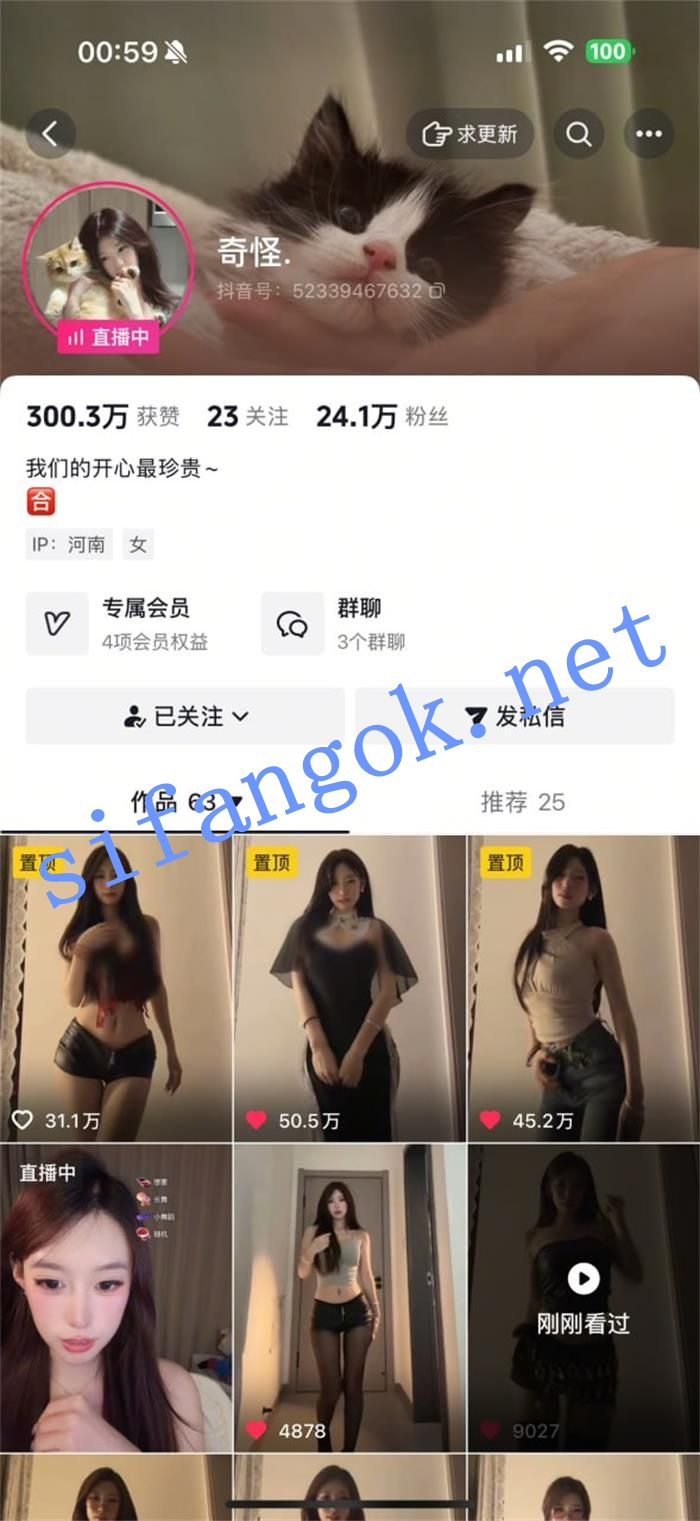 00:59
100
求更新
奇怪.
抖音号：52339467632
直播中
300.3万 获赞 23 关注 24.1万 粉丝
我们的开心最珍贵~
合
IP：河南 女
专属会员
4项会员权益
群聊
3个群聊
已关注
发私信
作品 63
推荐 25
sifangok.net
置顶
置顶
置顶
31.1万
50.5万
45.2万
直播中
刚刚看过
4878
9027